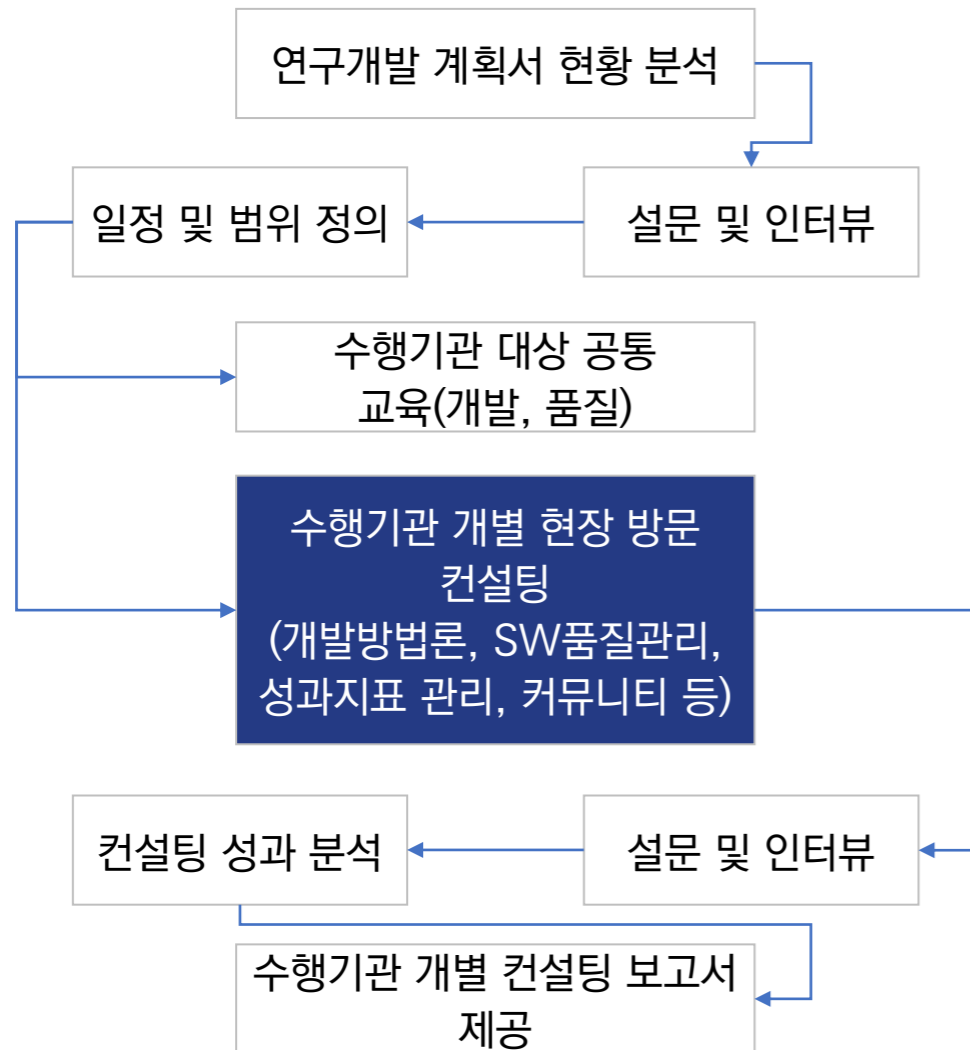 연구개발 계획서 현황 분석
일정 및 범위 정의
설문 및 인터뷰
수행기관 대상 공통
교육(개발, 품질)
수행기관 개별 현장 방문
컨설팅
(개발방법론, SW품질관리,
성과지표 관리, 커뮤니티 등)
컨설팅 성과 분석
설문 및 인터뷰
수행기관 개별 컨설팅 보고서
제공